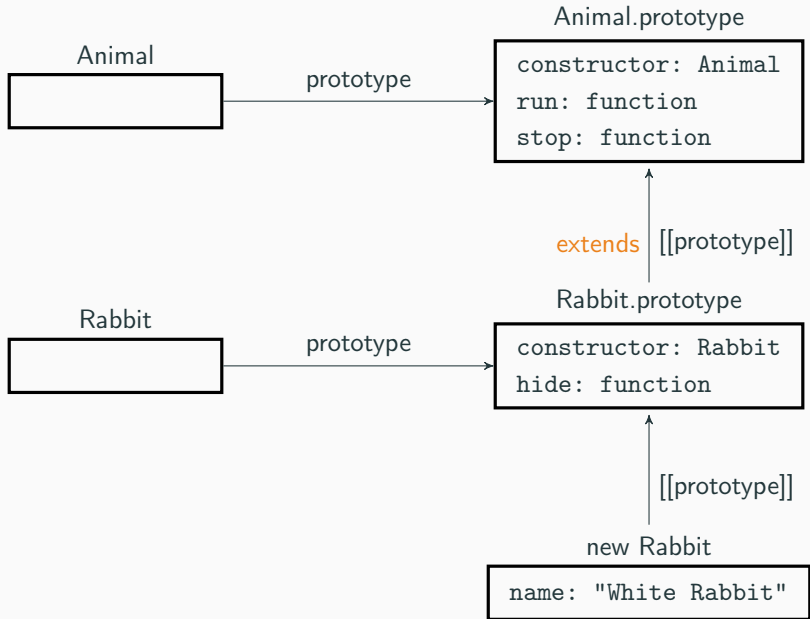 Animal.prototype
Animal
constructor: Animal
prototype
run: function
stop: function
extends
[[prototype]]
Rabbit.prototype
Rabbit
constructor: Rabbit
prototype
hide: function
[[prototype]]
new Rabbit
name: "White Rabbit"